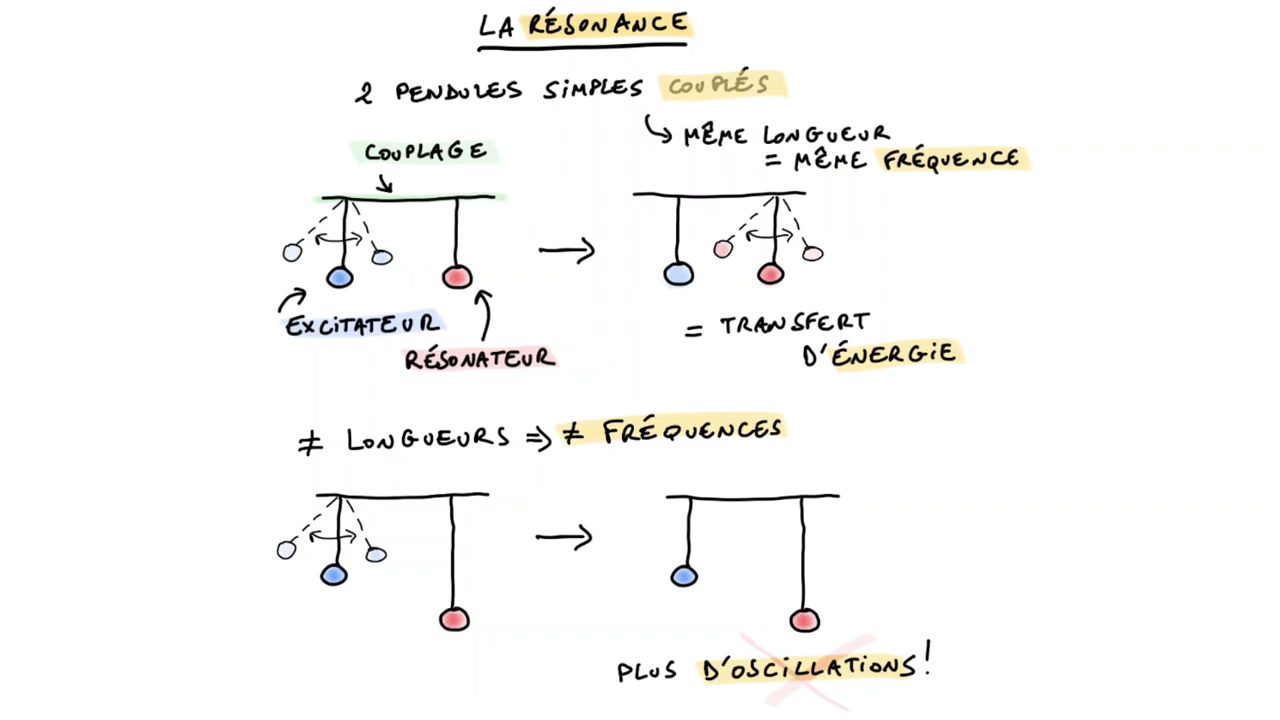 LA RÉSONANCE
2 PENDULES SIMPLES COUPLÉS
MÊME LONGUEUR
= MÊME FRÉQUENCE
COUPLAGE
EXCITATEUR
RÉSONATEUR
= TRANSFERT
D'ÉNERGIE
≠ LONGUEURS => ≠ FRÉQUENCES
PLUS D'OSCILLATIONS!